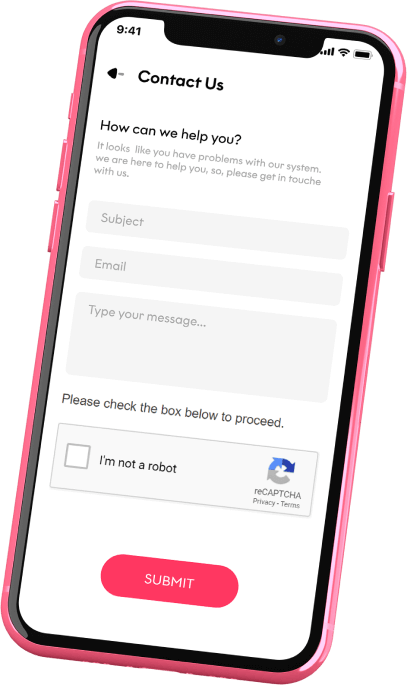 9:41
Contact Us
How can we help you?
It looks like you have problems with our system.
we are here to help you, so, please get in touche
with us.
Subject
Email
Type your message...
Please check the box below to proceed.
I'm not a robot
reCAPTCHA
Privacy - Terms
SUBMIT